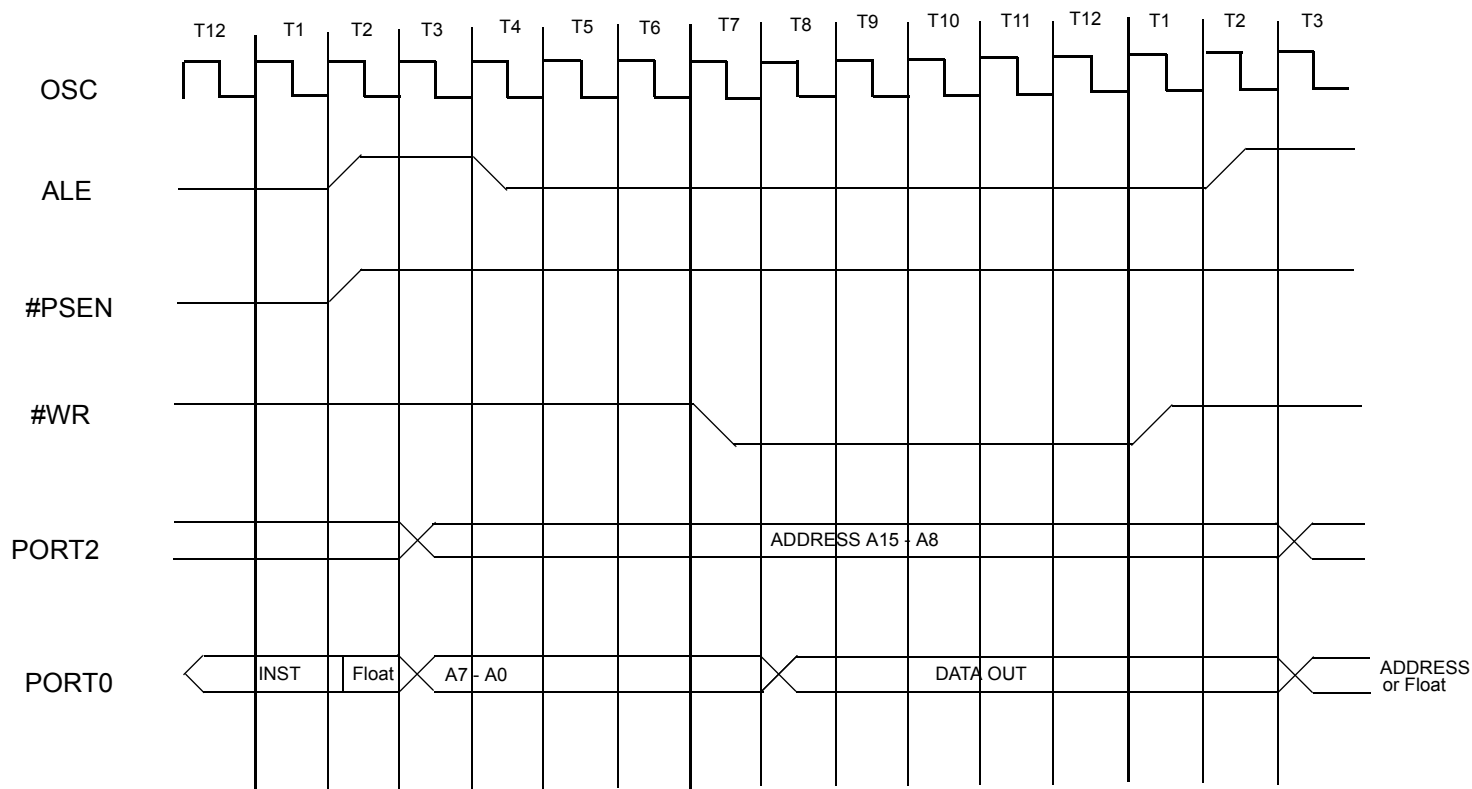 T12 T1 T2 T3 T4 T5 T6 T7 T8 T9 T10 T11 T12 T1 T2 T3
OSC
ALE
#PSEN
#WR
PORT2 ADDRESS A15 - A8
PORT0 INST Float A7 - A0 DATA OUT ADDRESS
or Float